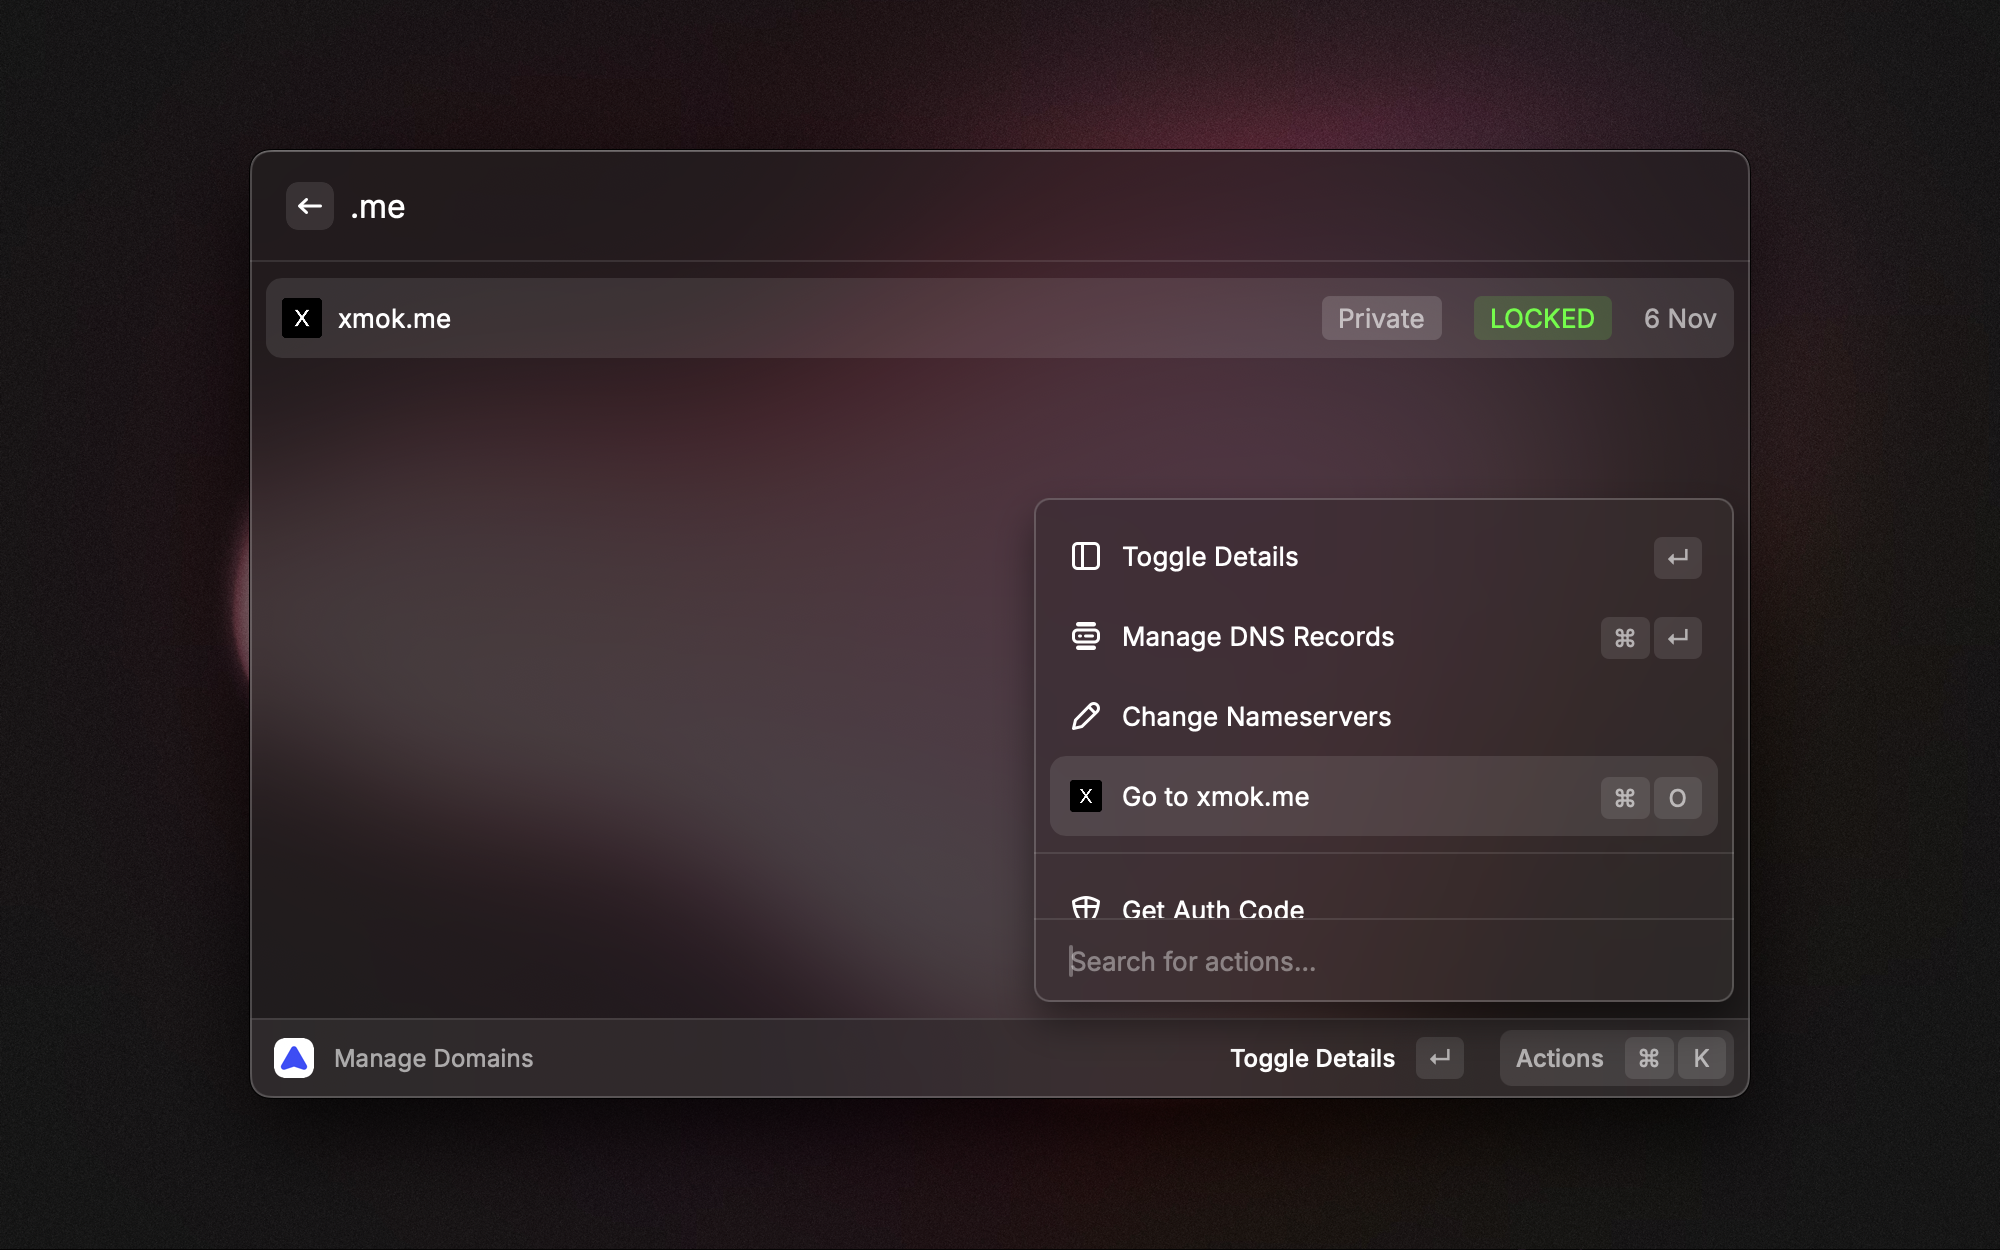 .me
X xmok.me Private LOCKED 6 Nov
Toggle Details ↵
Manage DNS Records ⌘ ↵
Change Nameservers
X Go to xmok.me ⌘ O
Get Auth Code
Search for actions...
Manage Domains Toggle Details ↵ Actions ⌘ K